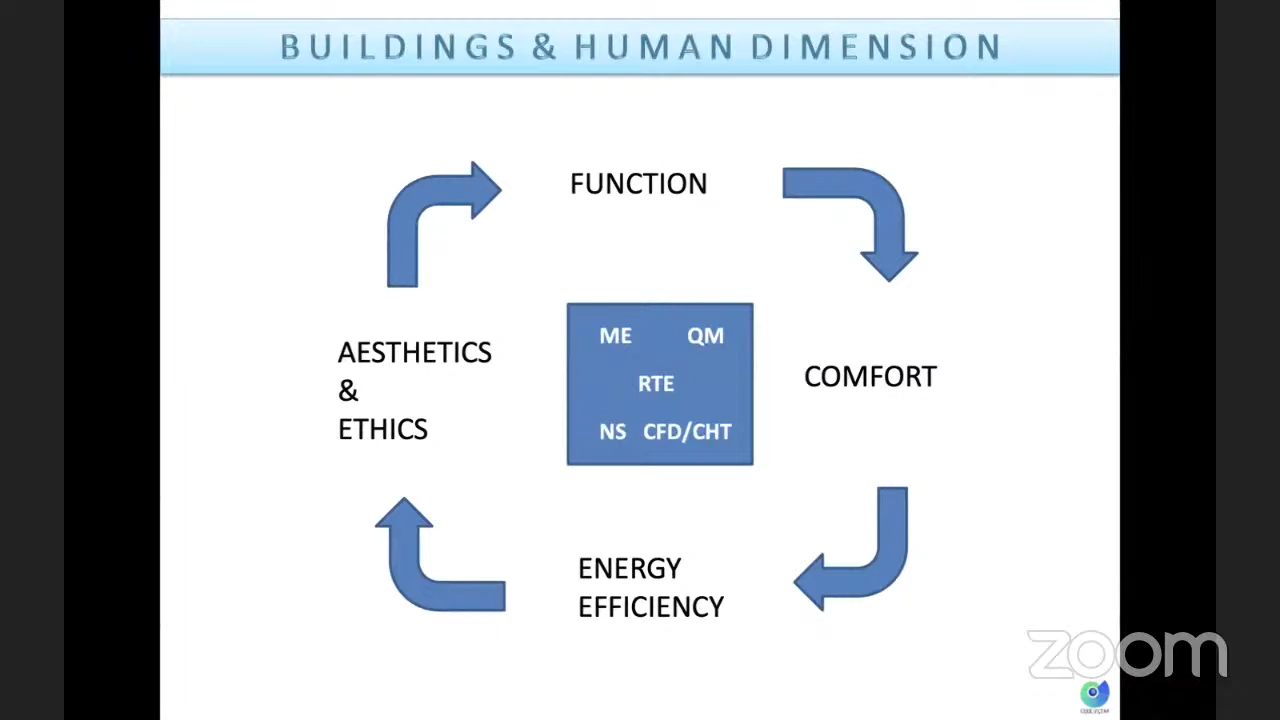 BUILDINGS & HUMAN DIMENSION
FUNCTION
AESTHETICS
&
ETHICS
ME QM
RTE
NS CFD/CHT
COMFORT
ENERGY
EFFICIENCY
zoom